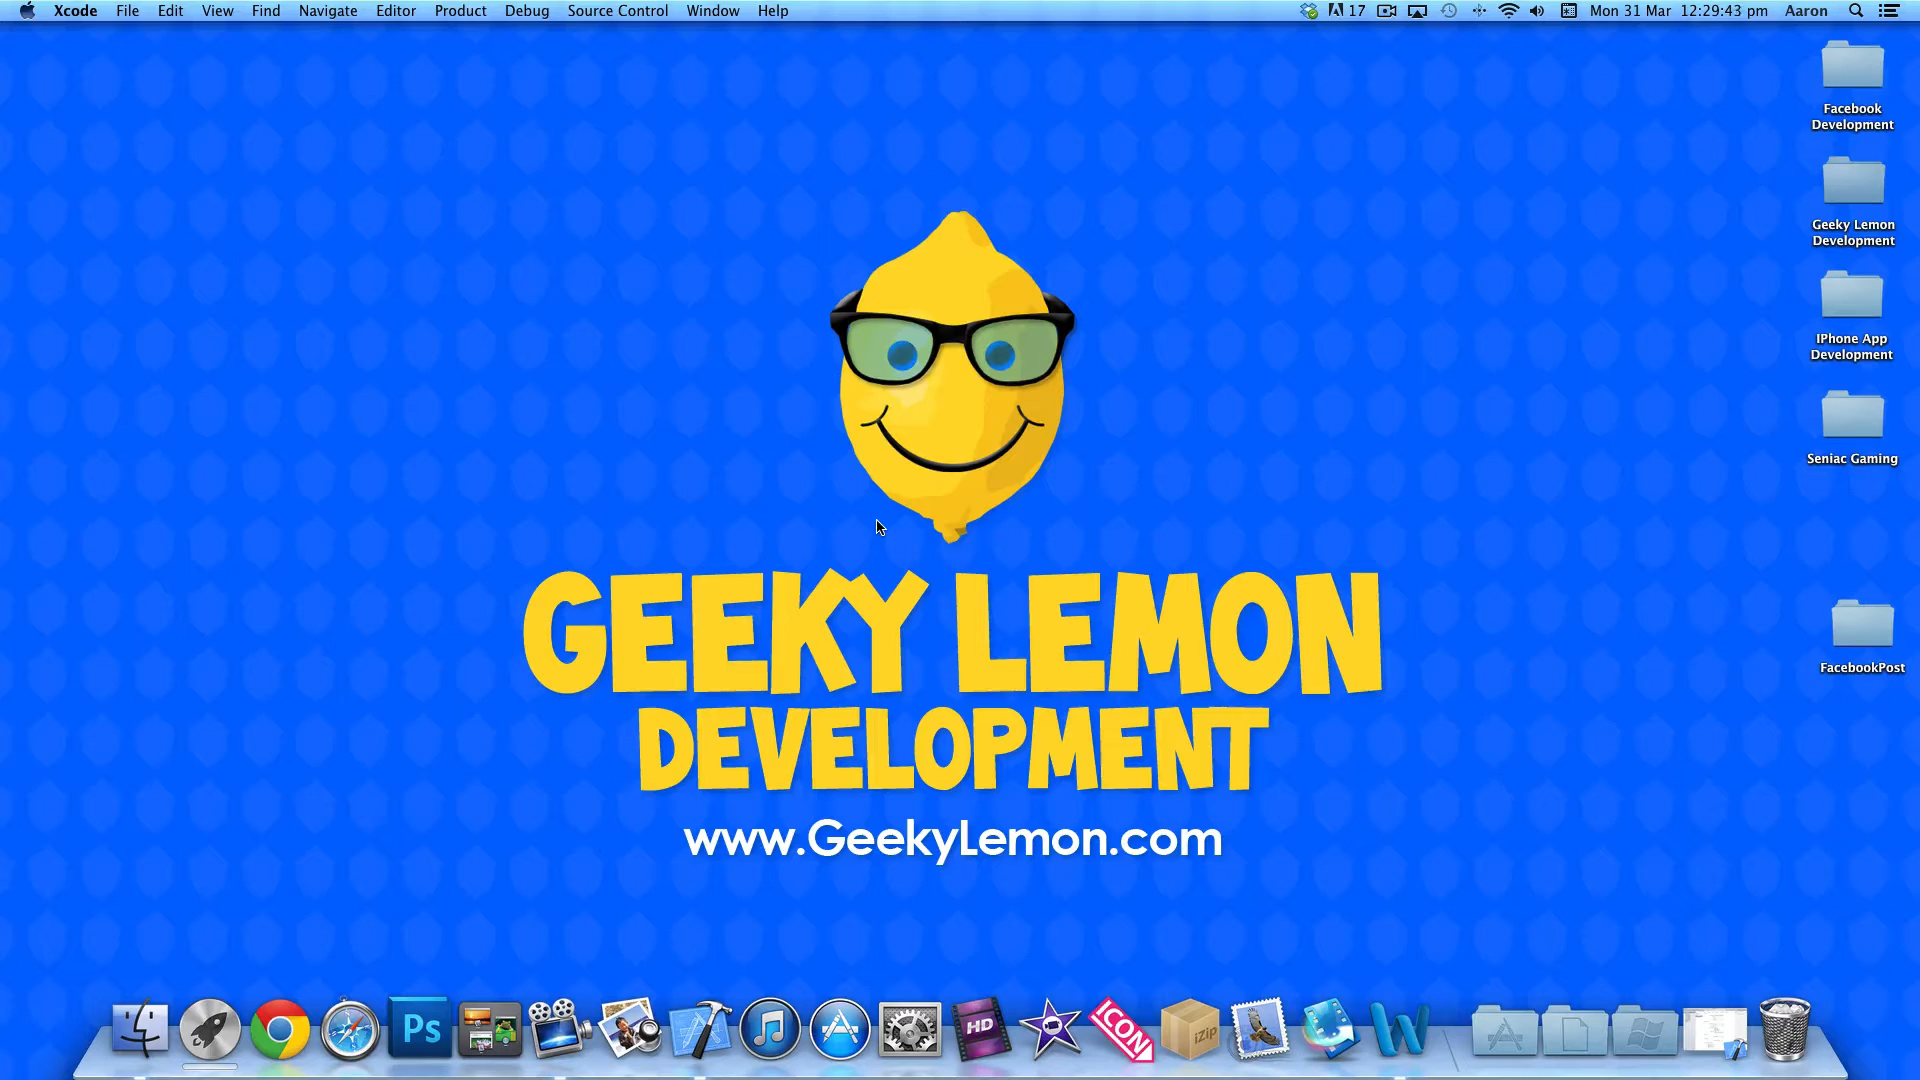 Xcode File Edit View Find Navigate Editor Product Debug Source Control Window Help 17 Mon 31 Mar 12:29:43 pm Aaron
Facebook
Development
Geeky Lemon
Development
IPhone App
Development
Seniac Gaming
FacebookPost
GEEKY LEMON
DEVELOPMENT
www.GeekyLemon.com
Ps
HD
ICON
iZip
W